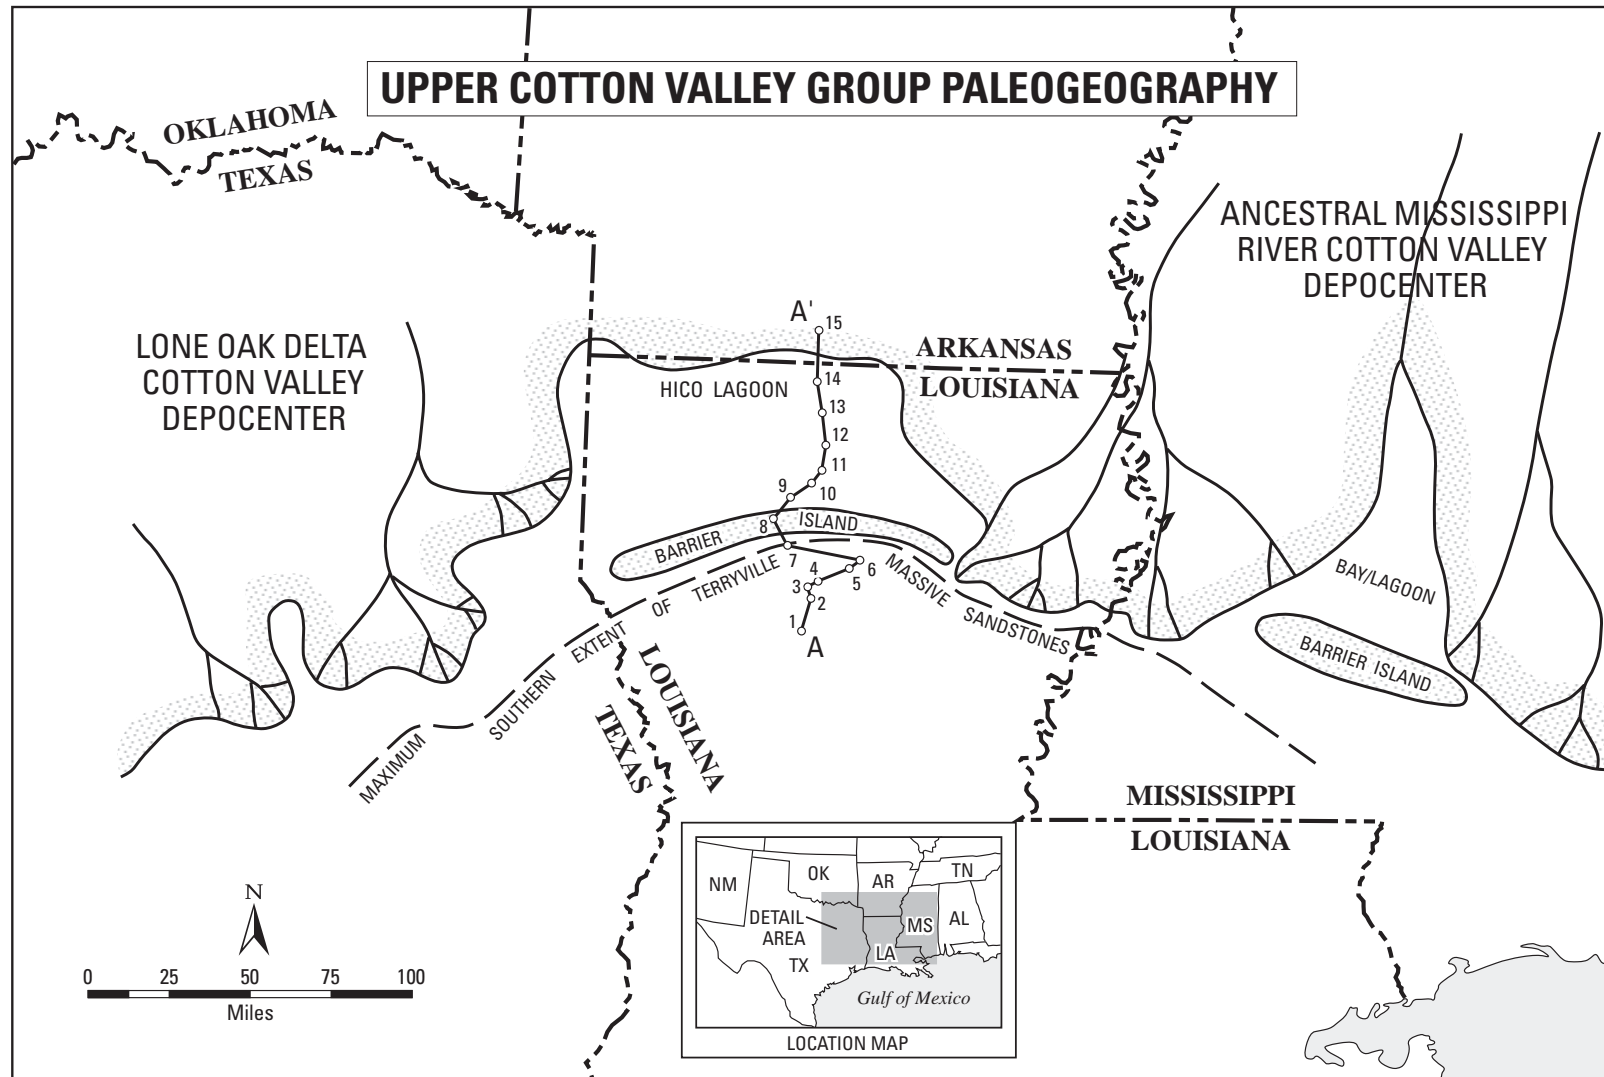 UPPER COTTON VALLEY GROUP PALEOGEOGRAPHY
OKLAHOMA
TEXAS
ANCESTRAL MISSISSIPPI
RIVER COTTON VALLEY
DEPOCENTER
LONE OAK DELTA
COTTON VALLEY
DEPOCENTER
A'
15
ARKANSAS
LOUISIANA
HICO LAGOON
14
13
12
11
10
9
8
BARRIER ISLAND
7
6
5
4
3
2
1
A
MAXIMUM SOUTHERN EXTENT OF TERRYVILLE MASSIVE SANDSTONES
BAY/LAGOON
BARRIER ISLAND
LOUISIANA
TEXAS
MISSISSIPPI
LOUISIANA
N
0 25 50 75 100
Miles
NM
OK
AR
TN
DETAIL
AREA
MS
AL
TX
LA
Gulf of Mexico
LOCATION MAP